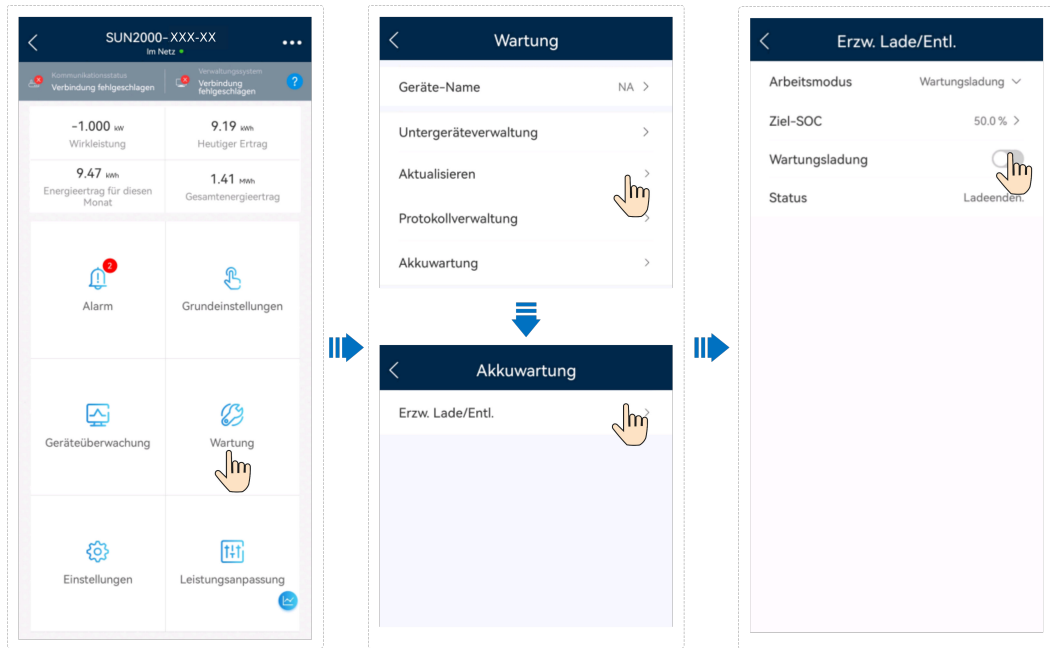 SUN2000-XXX-XX
Im Netz
Kommunikationsstatus
Verbindung fehlgeschlagen
Verwaltungssystem
Verbindung
fehlgeschlagen
?
-1.000 kW
Wirkleistung
9.19 kWh
Heutiger Ertrag
9.47 kWh
Energieertrag für diesen
Monat
1.41 MWh
Gesamtenergieertrag
2
Alarm
Grundeinstellungen
Geräteüberwachung
Wartung
Einstellungen
Leistungsanpassung
Wartung
Geräte-Name NA
Untergeräteverwaltung
Aktualisieren
Protokollverwaltung
Akkuwartung
Akkuwartung
Erzw. Lade/Entl.
Erzw. Lade/Entl.
Arbeitsmodus Wartungsladung
Ziel-SOC 50.0 %
Wartungsladung
Status Ladeenden.